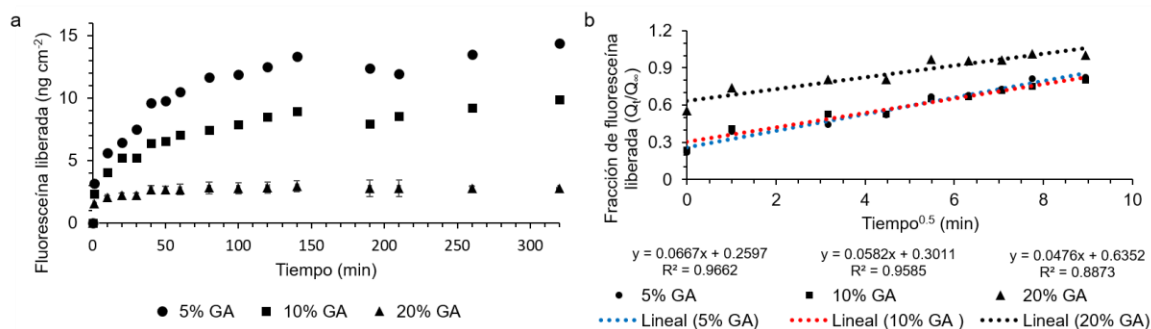 a
Fluoresceína liberada (ng cm⁻²)
15
10
5
0
0 50 100 150 200 250 300
Tiempo (min)
5% GA 10% GA 20% GA
b
Fracción de fluoresceína
liberada (Qₜ/Q∞)
1.2
0.9
0.6
0.3
0
0 2 4 6 8 10
Tiempo⁰·⁵ (min)
y = 0.0667x + 0.2597 y = 0.0582x + 0.3011 y = 0.0476x + 0.6352
R² = 0.9662 R² = 0.9585 R² = 0.8873
5% GA 10% GA 20% GA
Lineal (5% GA) Lineal (10% GA ) Lineal (20% GA)